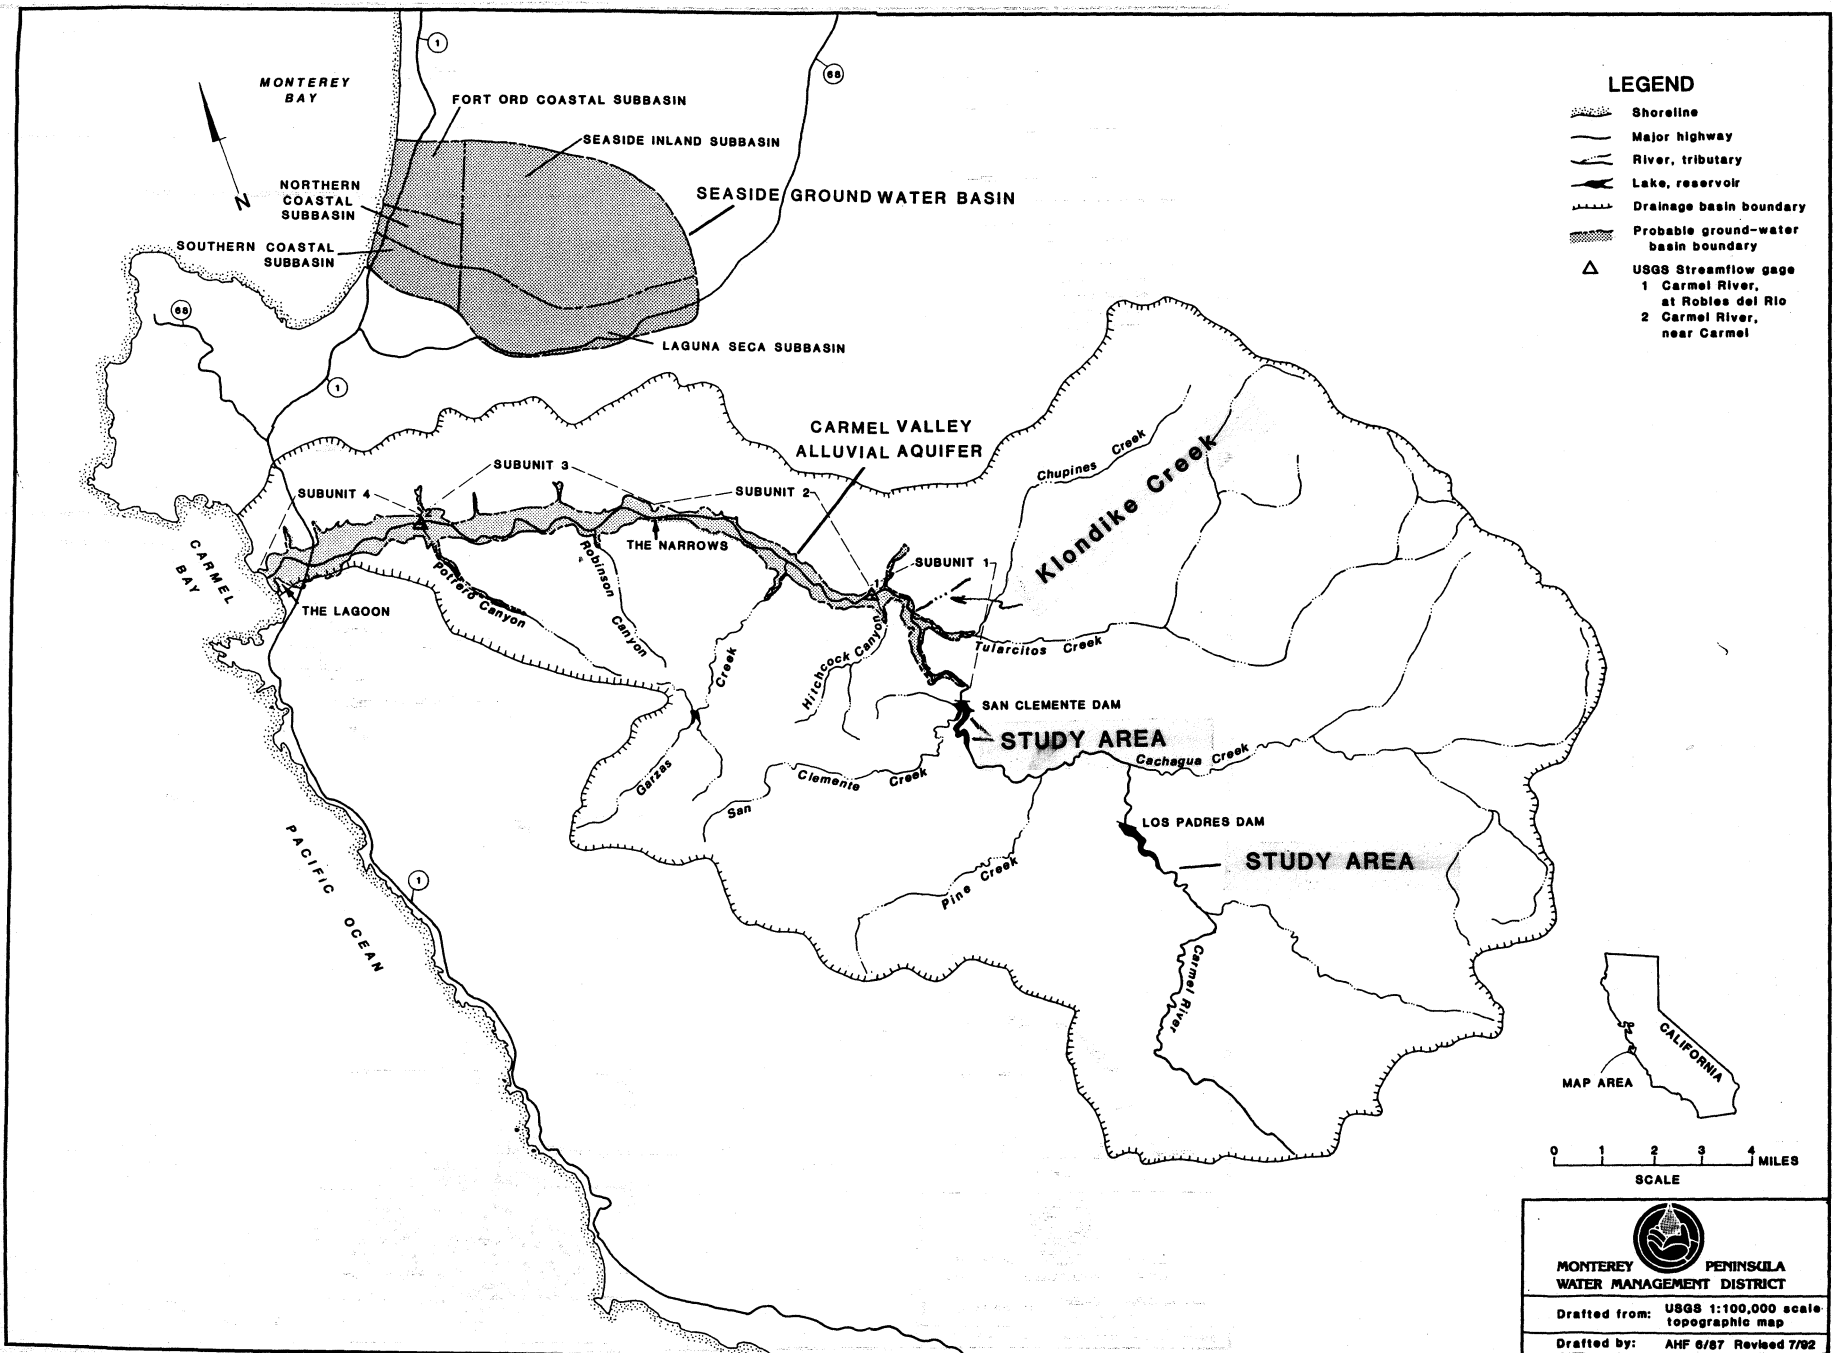 MONTEREY
BAY
1
68
FORT ORD COASTAL SUBBASIN
SEASIDE INLAND SUBBASIN
NORTHERN
COASTAL
SUBBASIN
SEASIDE GROUND WATER BASIN
N
SOUTHERN COASTAL
SUBBASIN
68
LAGUNA SECA SUBBASIN
1
LEGEND
Shoreline
Major highway
River, tributary
Lake, reservoir
Drainage basin boundary
Probable ground-water
basin boundary
USGS Streamflow gage
1 Carmel River,
at Robles del Rio
2 Carmel River,
near Carmel
CARMEL VALLEY
ALLUVIAL AQUIFER
SUBUNIT 3
SUBUNIT 4
SUBUNIT 2
2
Chupines Creek
Klondike Creek
THE NARROWS
SUBUNIT 1
1
CARMEL
BAY
THE LAGOON
Potrero Canyon
Robinson Canyon
Hitchcock Canyon
Tularcitos Creek
Garzas Creek
SAN CLEMENTE DAM
STUDY AREA
Cachagua Creek
San Clemente Creek
LOS PADRES DAM
STUDY AREA
Pine Creek
PACIFIC OCEAN
1
Carmel River
CALIFORNIA
MAP AREA
0 1 2 3 4 MILES
SCALE
MONTEREY PENINSULA
WATER MANAGEMENT DISTRICT
Drafted from: USGS 1:100,000 scale
topographic map
Drafted by: AHF 6/87 Revised 7/92